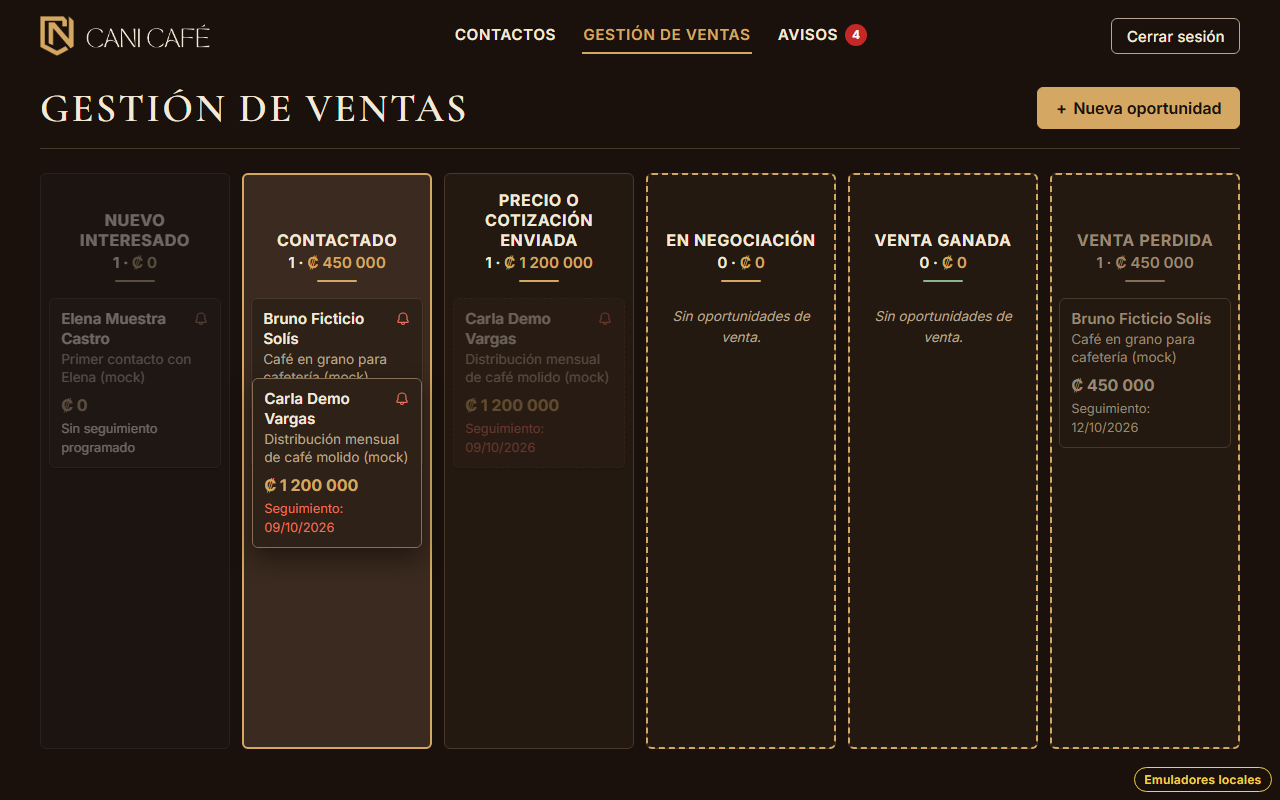 CANI CAFÉ
CONTACTOS
GESTIÓN DE VENTAS
AVISOS 4
Cerrar sesión
GESTIÓN DE VENTAS
+ Nueva oportunidad
NUEVO
INTERESADO
1 · ₡ 0
Elena Muestra
Castro
Primer contacto con
Elena (mock)
₡ 0
Sin seguimiento
programado
CONTACTADO
1 · ₡ 450 000
Bruno Ficticio
Solís
Café en grano para
cafetería (mock)
Carla Demo
Vargas
Distribución mensual
de café molido (mock)
₡ 1 200 000
Seguimiento:
09/10/2026
PRECIO O
COTIZACIÓN
ENVIADA
1 · ₡ 1 200 000
Carla Demo
Vargas
Distribución mensual
de café molido (mock)
₡ 1 200 000
Seguimiento:
09/10/2026
EN NEGOCIACIÓN
0 · ₡ 0
Sin oportunidades de
venta.
VENTA GANADA
0 · ₡ 0
Sin oportunidades de
venta.
VENTA PERDIDA
1 · ₡ 450 000
Bruno Ficticio Solís
Café en grano para
cafetería (mock)
₡ 450 000
Seguimiento:
12/10/2026
Emuladores locales